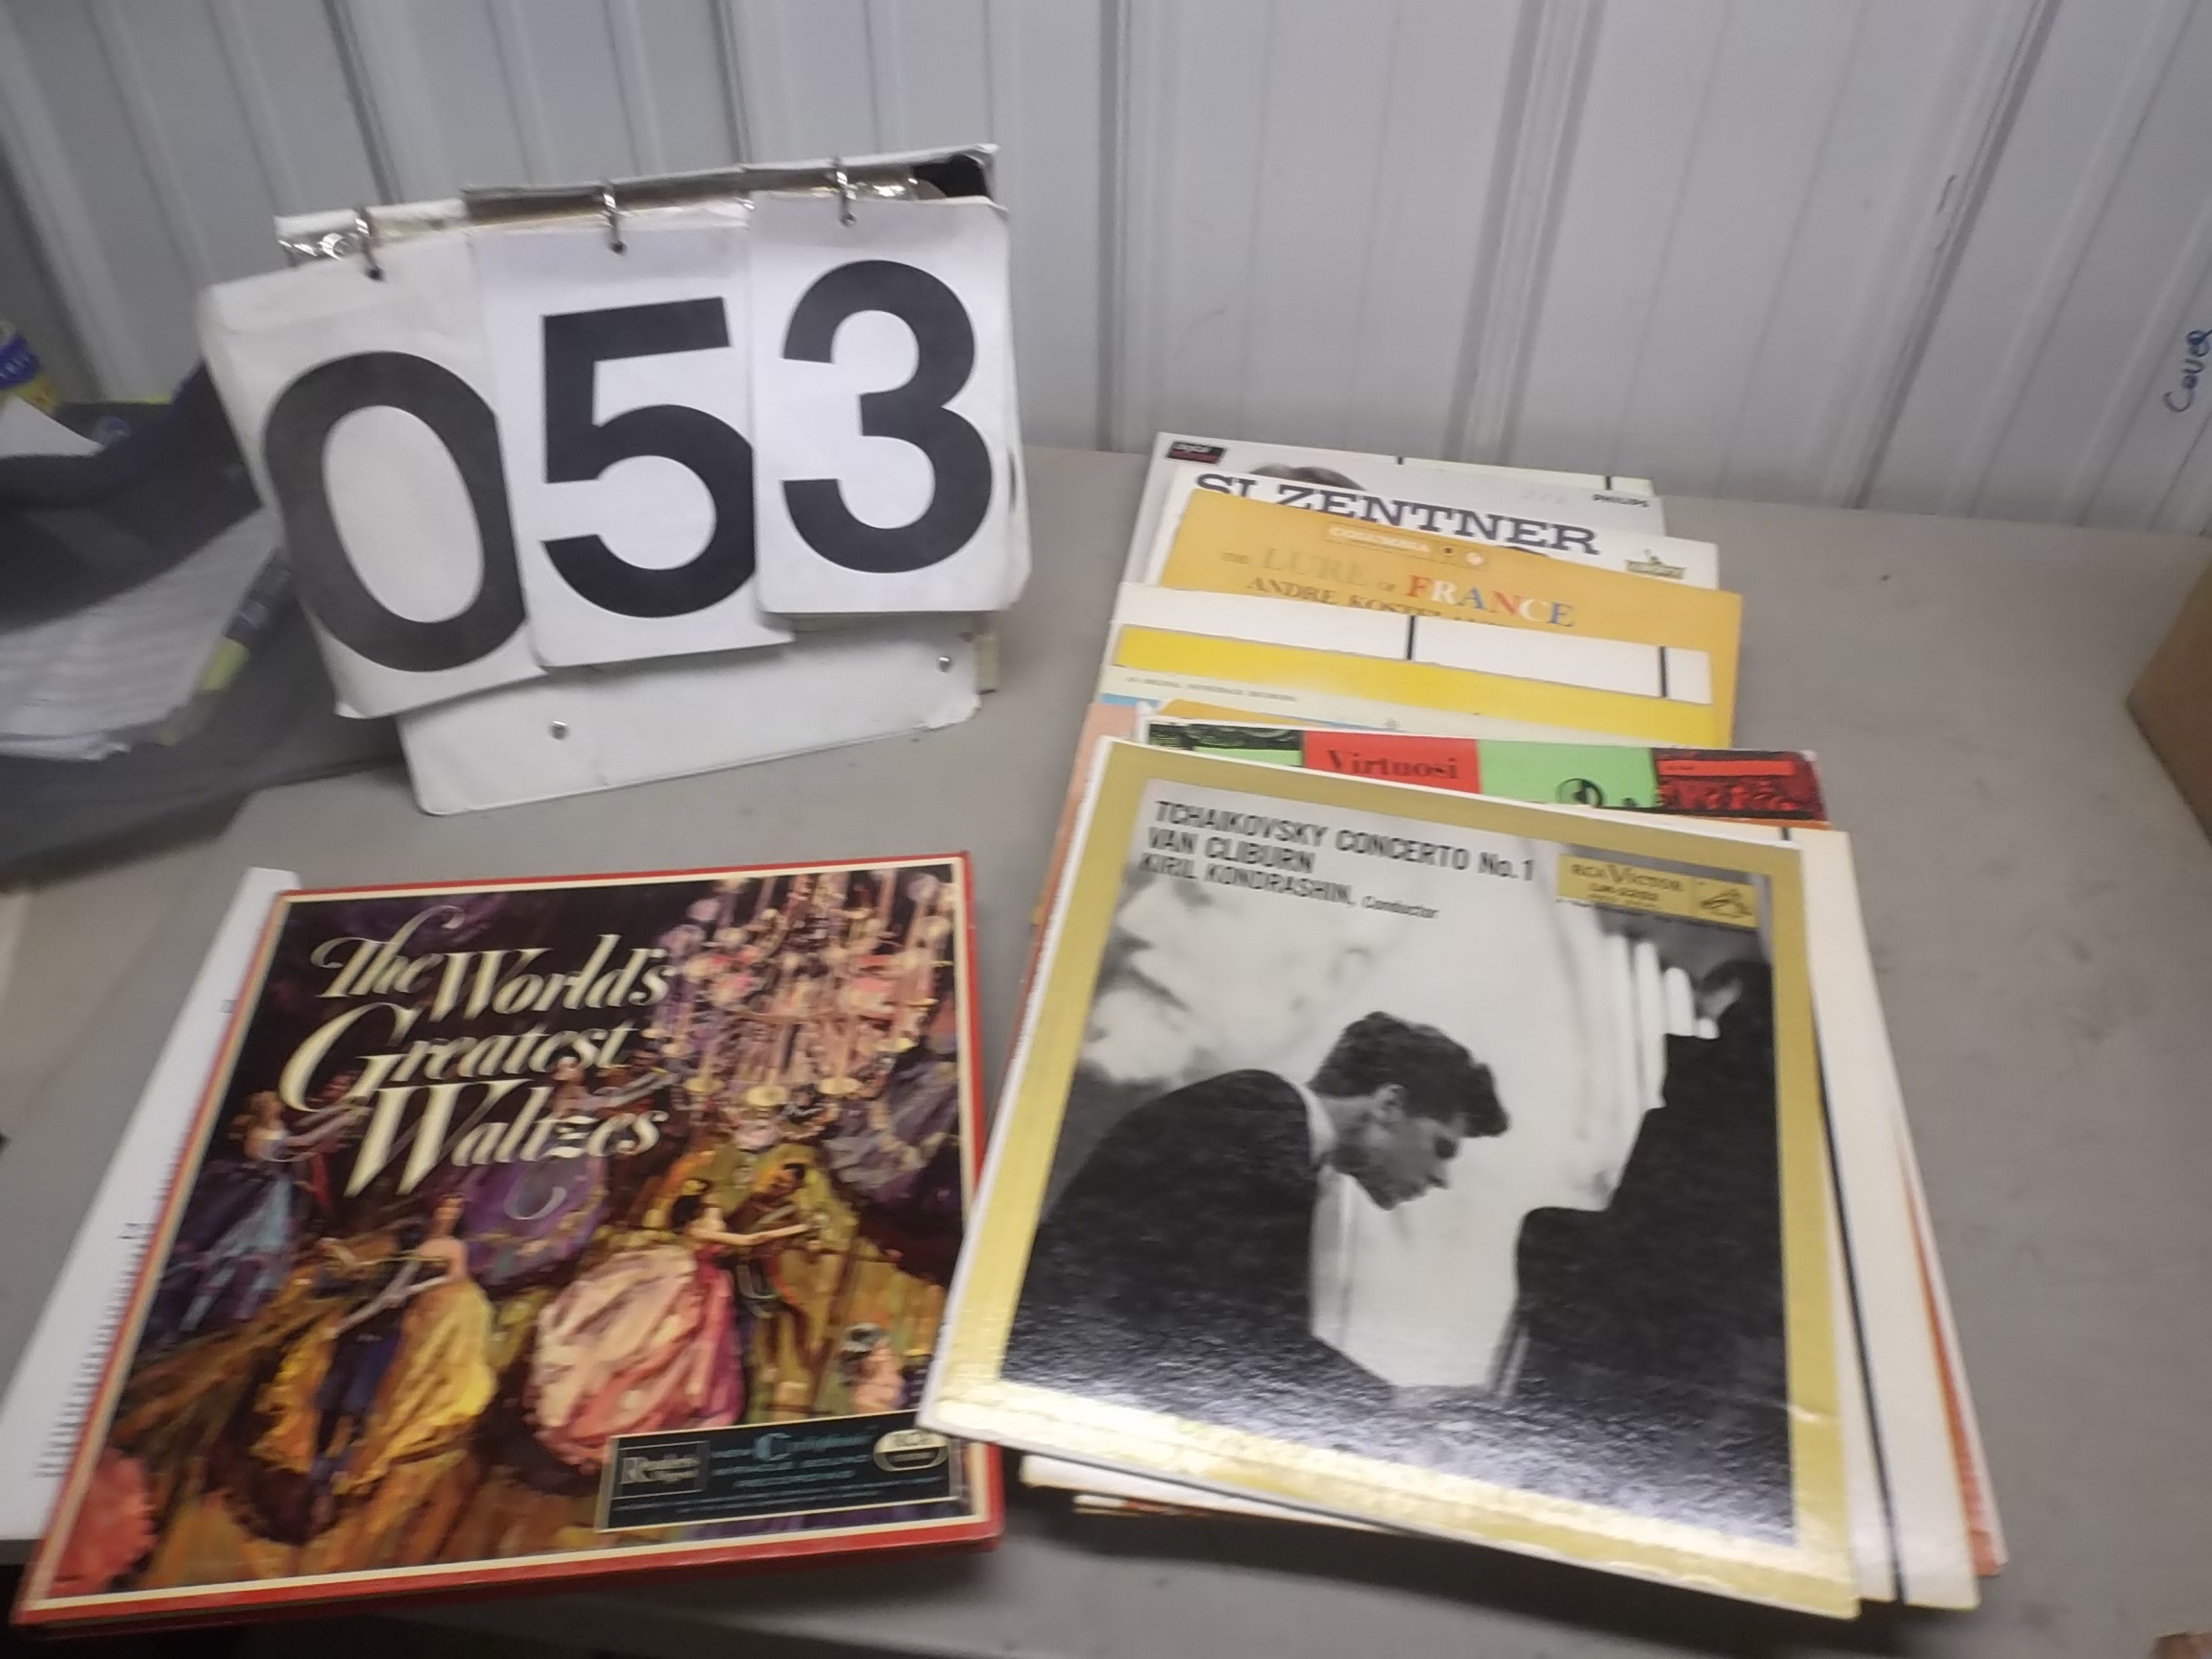 053
Cover
PHILIPS
SI ZENTNER
COLUMBIA
THE LURE OF FRANCE
ANDRE
Virtuosi
TCHAIKOVSKY CONCERTO No. 1
VAN CLIBURN
KIRIL KONDRASHIN, Conductor
RCA VICTOR
The World's
Greatest
Waltzes